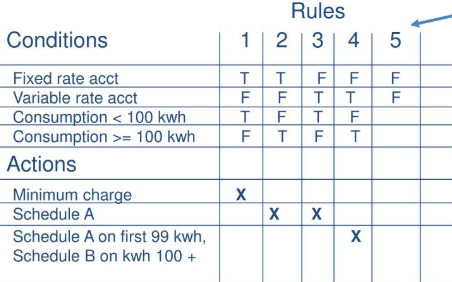 Rules
Conditions 1 2 3 4 5
Fixed rate acct T T F F F
Variable rate acct F F T T F
Consumption < 100 kwh T F T F
Consumption >= 100 kwh F T F T
Actions
Minimum charge X
Schedule A X X
Schedule A on first 99 kwh, X
Schedule B on kwh 100 +